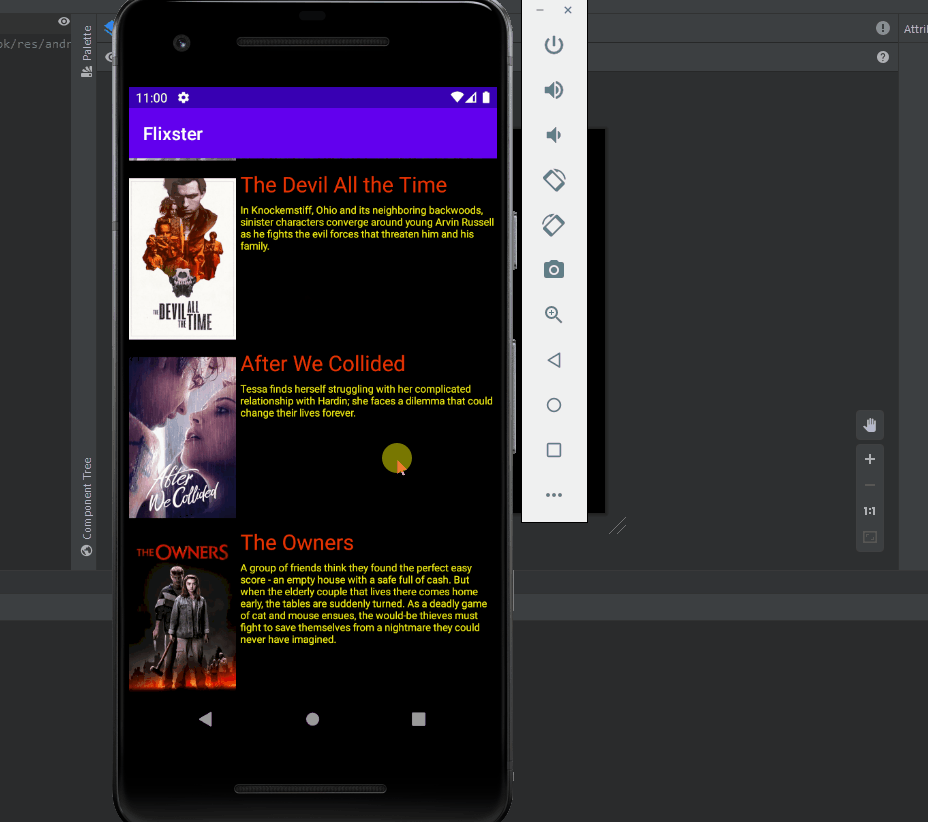 ok/res/andr
Palette
Attri
11:00
Flixster
The Devil All the Time
In Knockemstiff, Ohio and its neighboring backwoods,
sinister characters converge around young Arvin Russell
as he fights the evil forces that threaten him and his
family.
THE DEVIL ALL
THE TIME
After We Collided
Tessa finds herself struggling with her complicated
relationship with Hardin; she faces a dilemma that could
change their lives forever.
After
We Collided
Component Tree
1:1
THE OWNERS
The Owners
A group of friends think they found the perfect easy
score - an empty house with a safe full of cash. But
when the elderly couple that lives there comes home
early, the tables are suddenly turned. As a deadly game
of cat and mouse ensues, the would-be thieves must
fight to save themselves from a nightmare they could
never have imagined.